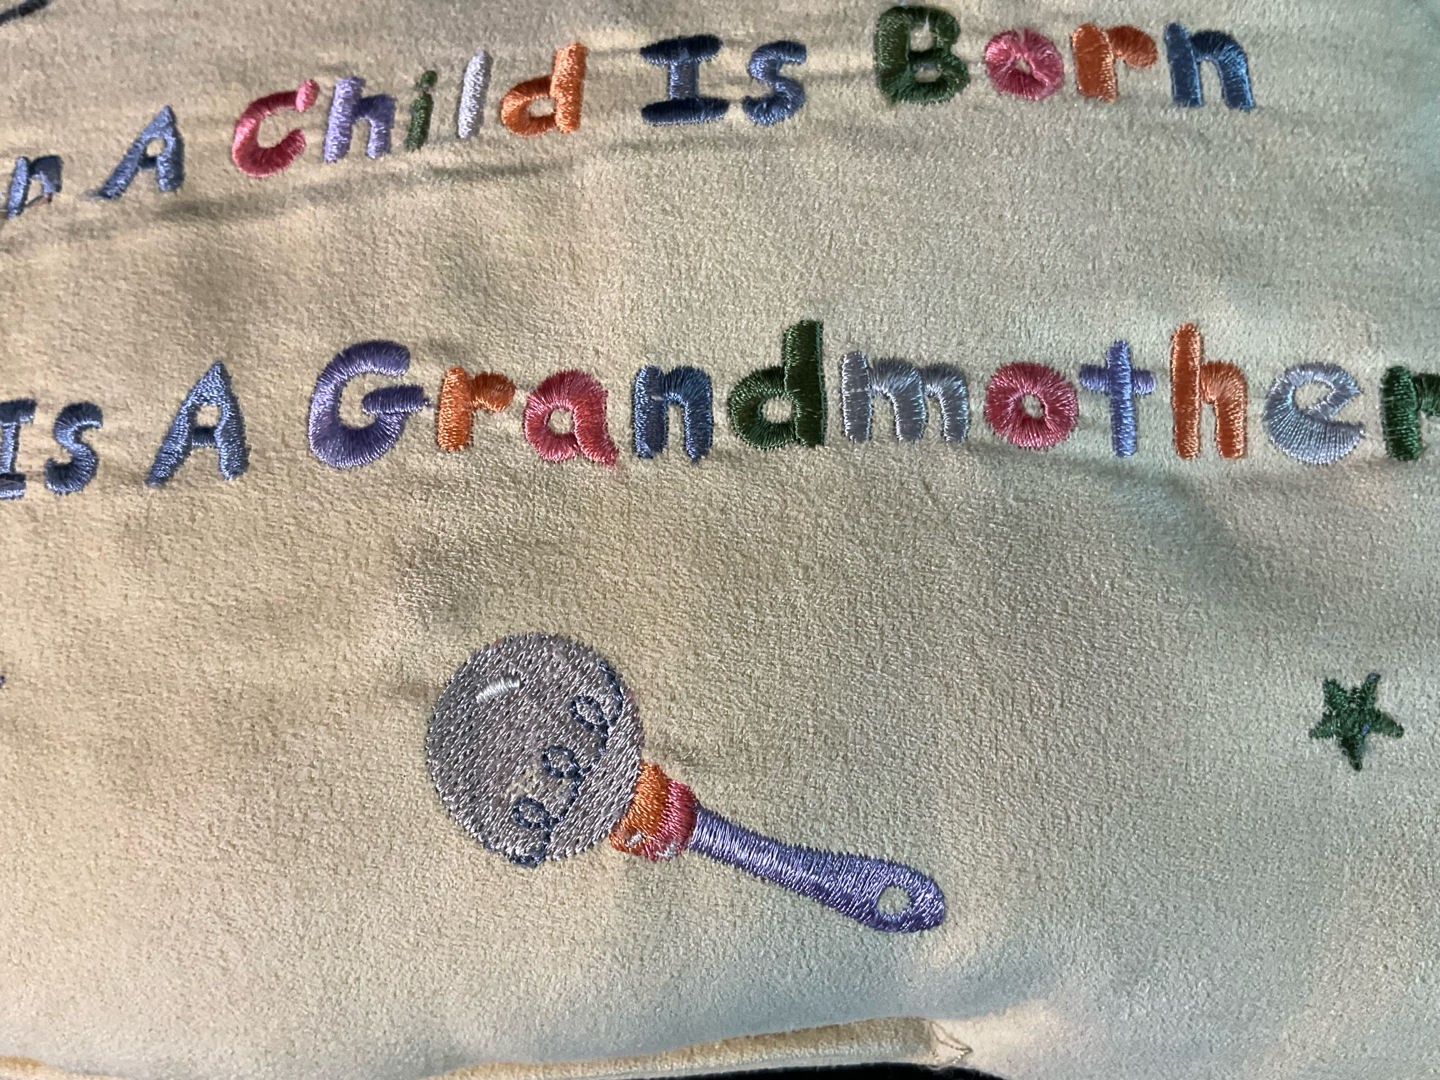 A Child Is Born
Is A Grandmother